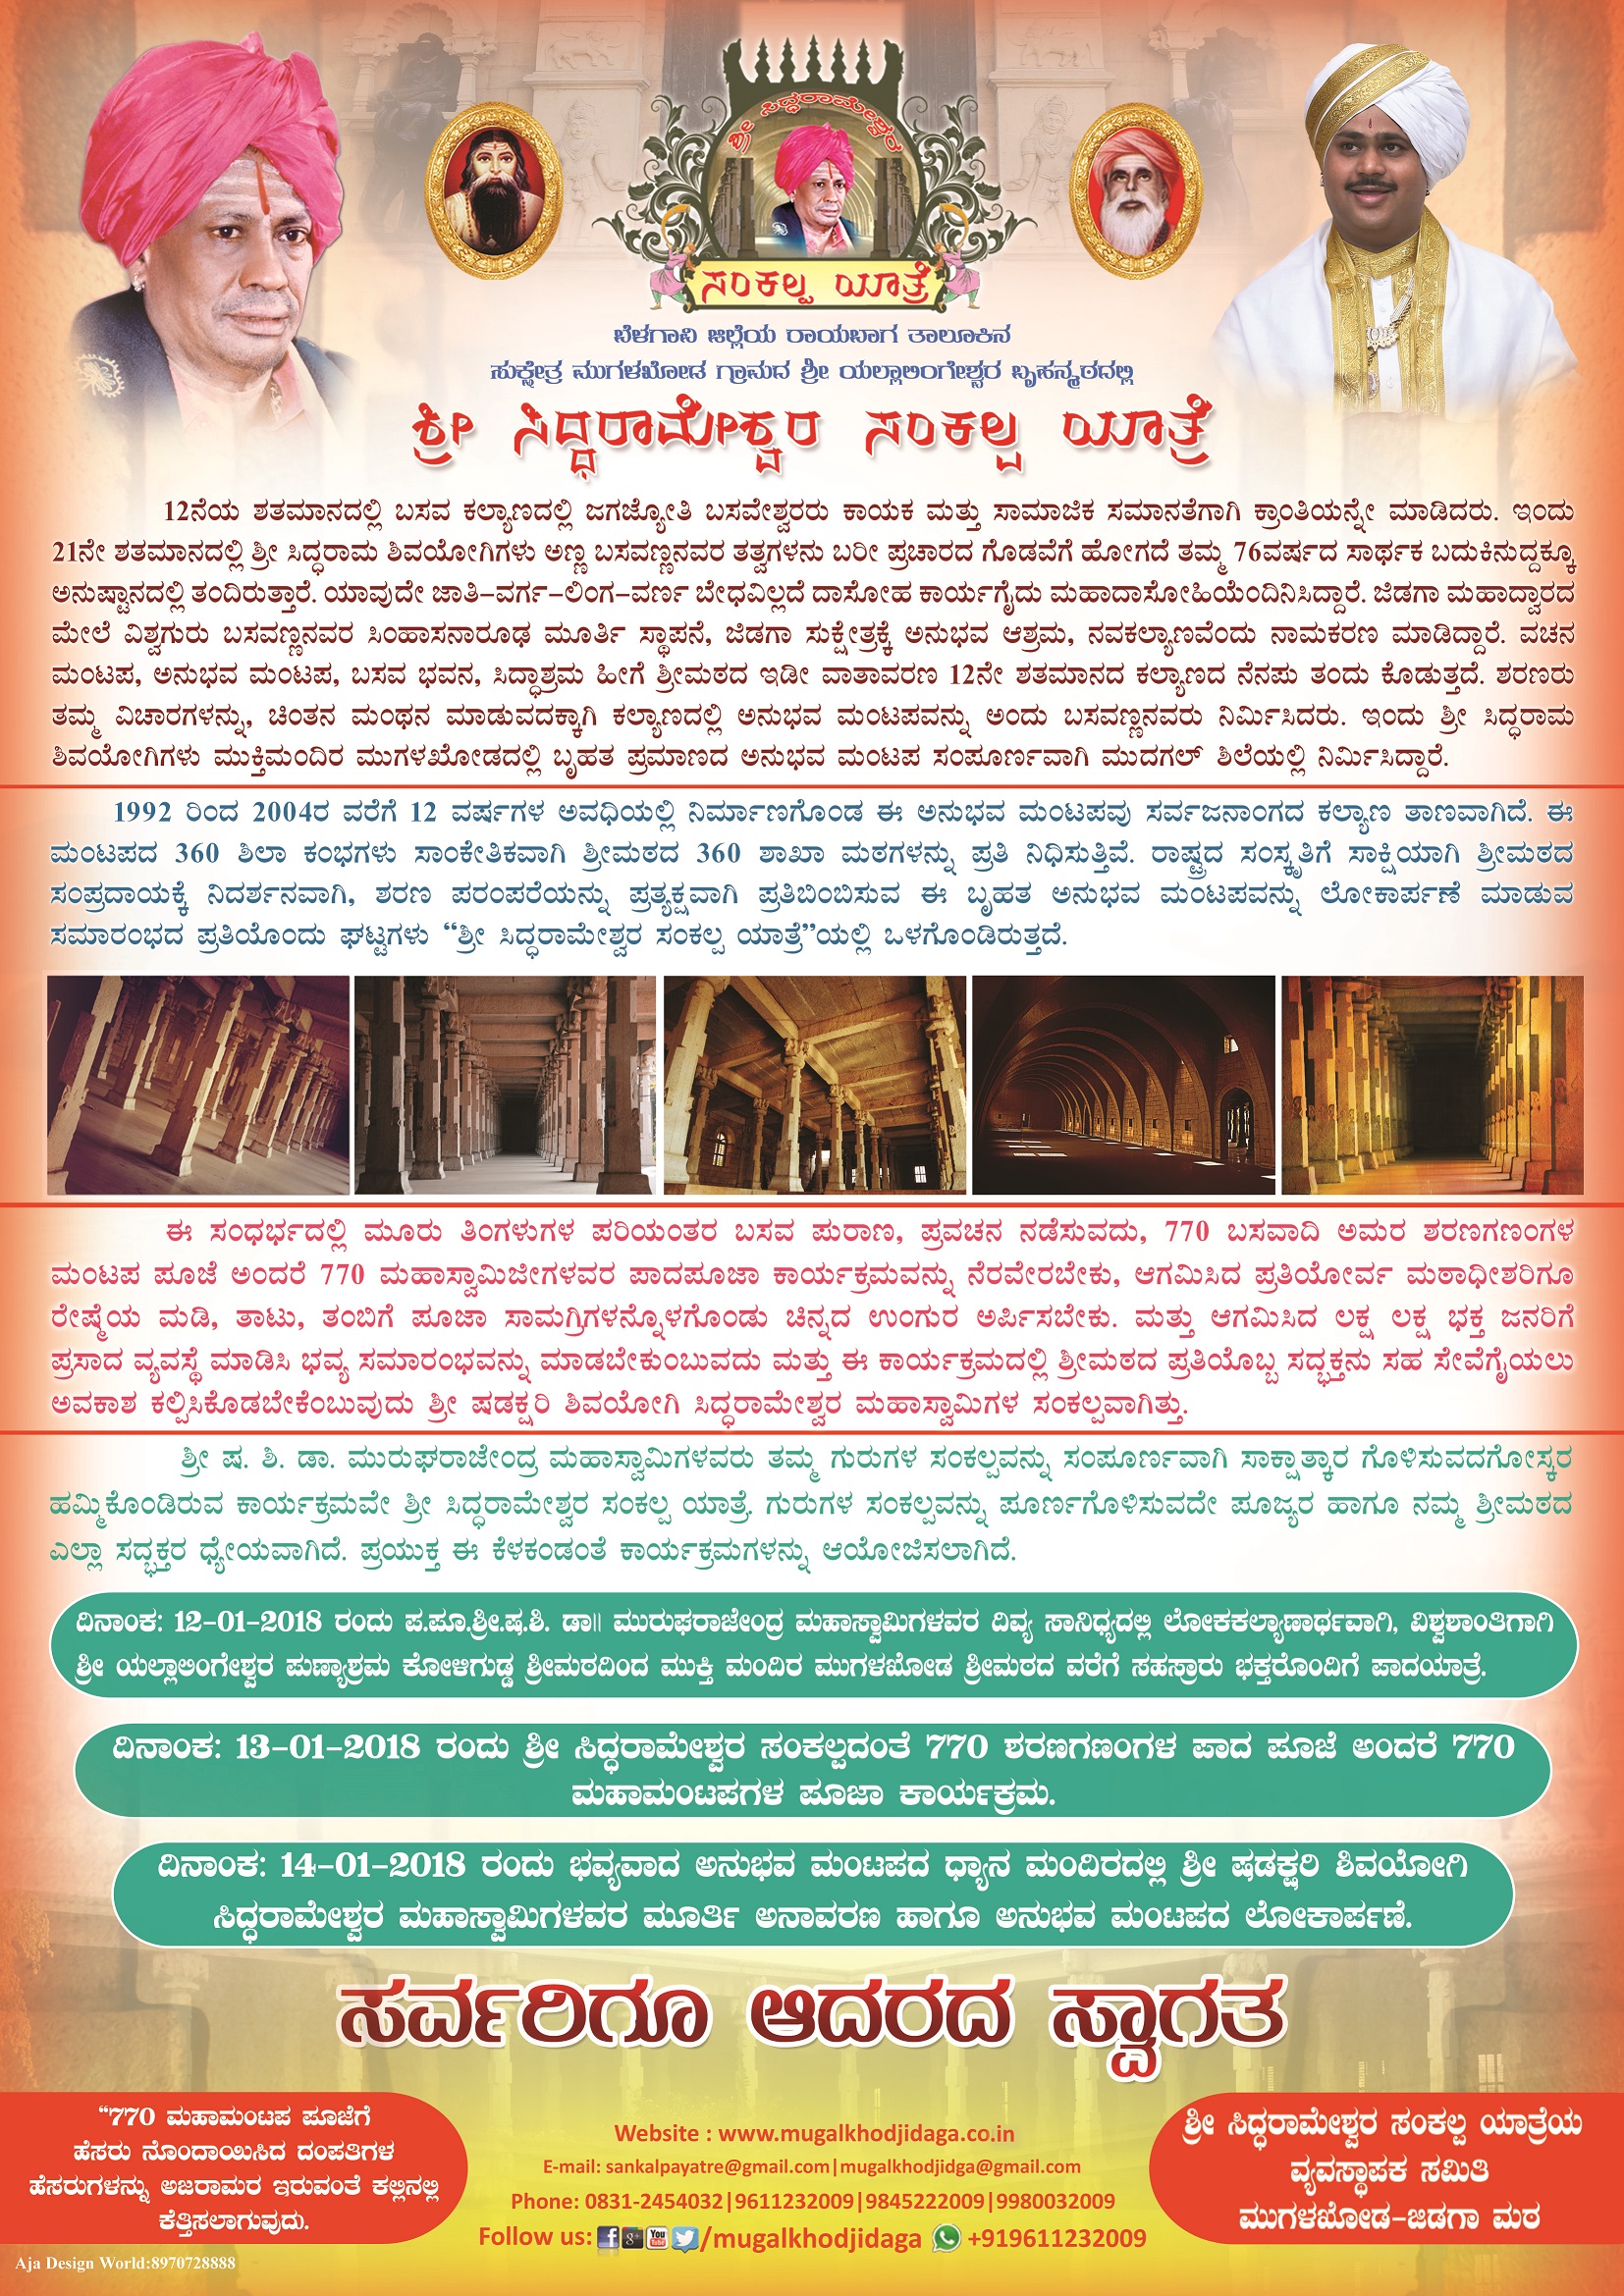 ಶ್ರೀ ಸಿದ್ಧರಾಮೇಶ್ವರ
ಸಂಕಲ್ಪ ಯಾತ್ರೆ
ಬೆಳಗಾವಿ ಜಿಲ್ಲೆಯ ರಾಯಬಾಗ ತಾಲೂಕಿನ
ಸುಕ್ಷೇತ್ರ ಮುಗಳಖೋಡ ಗ್ರಾಮದ ಶ್ರೀ ಯಲ್ಲಾಲಿಂಗೇಶ್ವರ ಬೃಹನ್ಮಠದಲ್ಲಿ
ಶ್ರೀ ಸಿದ್ಧರಾಮೇಶ್ವರ ಸಂಕಲ್ಪ ಯಾತ್ರೆ
12ನೆಯ ಶತಮಾನದಲ್ಲಿ ಬಸವ ಕಲ್ಯಾಣದಲ್ಲಿ ಜಗಜ್ಯೋತಿ ಬಸವೇಶ್ವರರು ಕಾಯಕ ಮತ್ತು ಸಾಮಾಜಿಕ ಸಮಾನತೆಗಾಗಿ ಕ್ರಾಂತಿಯನ್ನೇ ಮಾಡಿದರು. ಇಂದು
21ನೇ ಶತಮಾನದಲ್ಲಿ ಶ್ರೀ ಸಿದ್ಧರಾಮ ಶಿವಯೋಗಿಗಳು ಅಣ್ಣ ಬಸವಣ್ಣನವರ ತತ್ವಗಳನು ಬರೀ ಪ್ರಚಾರದ ಗೊಡವೆಗೆ ಹೋಗದೆ ತಮ್ಮ 76ವರ್ಷದ ಸಾರ್ಥಕ ಬದುಕಿನುದ್ದಕ್ಕೂ
ಅನುಷ್ಟಾನದಲ್ಲಿ ತಂದಿರುತ್ತಾರೆ. ಯಾವುದೇ ಜಾತಿ-ವರ್ಗ-ಲಿಂಗ-ವರ್ಣ ಬೇಧವಿಲ್ಲದೆ ದಾಸೋಹ ಕಾರ್ಯಗೈದು ಮಹಾದಾಸೋಹಿಯೆಂದಿನಿಸಿದ್ದಾರೆ. ಜಿಡಗಾ ಮಹಾದ್ವಾರದ
ಮೇಲೆ ವಿಶ್ವಗುರು ಬಸವಣ್ಣನವರ ಸಿಂಹಾಸನಾರೂಢ ಮೂರ್ತಿ ಸ್ಥಾಪನೆ, ಜಿಡಗಾ ಸುಕ್ಷೇತ್ರಕ್ಕೆ ಅನುಭವ ಆಶ್ರಮ, ನವಕಲ್ಯಾಣವೆಂದು ನಾಮಕರಣ ಮಾಡಿದ್ದಾರೆ. ವಚನ
ಮಂಟಪ, ಅನುಭವ ಮಂಟಪ, ಬಸವ ಭವನ, ಸಿದ್ಧಾಶ್ರಮ ಹೀಗೆ ಶ್ರೀಮಠದ ಇಡೀ ವಾತಾವರಣ 12ನೇ ಶತಮಾನದ ಕಲ್ಯಾಣದ ನೆನಪು ತಂದು ಕೊಡುತ್ತದೆ. ಶರಣರು
ತಮ್ಮ ವಿಚಾರಗಳನ್ನು, ಚಿಂತನ ಮಂಥನ ಮಾಡುವದಕ್ಕಾಗಿ ಕಲ್ಯಾಣದಲ್ಲಿ ಅನುಭವ ಮಂಟಪವನ್ನು ಅಂದು ಬಸವಣ್ಣನವರು ನಿರ್ಮಿಸಿದರು. ಇಂದು ಶ್ರೀ ಸಿದ್ಧರಾಮ
ಶಿವಯೋಗಿಗಳು ಮುಕ್ತಿಮಂದಿರ ಮುಗಳಖೋಡದಲ್ಲಿ ಬೃಹತ ಪ್ರಮಾಣದ ಅನುಭವ ಮಂಟಪ ಸಂಪೂರ್ಣವಾಗಿ ಮುದಗಲ್ ಶಿಲೆಯಲ್ಲಿ ನಿರ್ಮಿಸಿದ್ದಾರೆ.
1992 ರಿಂದ 2004ರ ವರೆಗೆ 12 ವರ್ಷಗಳ ಅವಧಿಯಲ್ಲಿ ನಿರ್ಮಾಣಗೊಂಡ ಈ ಅನುಭವ ಮಂಟಪವು ಸರ್ವಜನಾಂಗದ ಕಲ್ಯಾಣ ತಾಣವಾಗಿದೆ. ಈ
ಮಂಟಪದ 360 ಶಿಲಾ ಕಂಭಗಳು ಸಾಂಕೇತಿಕವಾಗಿ ಶ್ರೀಮಠದ 360 ಶಾಖಾ ಮಠಗಳನ್ನು ಪ್ರತಿ ನಿಧಿಸುತ್ತಿವೆ. ರಾಷ್ಟ್ರದ ಸಂಸ್ಕೃತಿಗೆ ಸಾಕ್ಷಿಯಾಗಿ ಶ್ರೀಮಠದ
ಸಂಪ್ರದಾಯಕ್ಕೆ ನಿದರ್ಶನವಾಗಿ, ಶರಣ ಪರಂಪರೆಯನ್ನು ಪ್ರತ್ಯಕ್ಷವಾಗಿ ಪ್ರತಿಬಿಂಬಿಸುವ ಈ ಬೃಹತ ಅನುಭವ ಮಂಟಪವನ್ನು ಲೋಕಾರ್ಪಣೆ ಮಾಡುವ
ಸಮಾರಂಭದ ಪ್ರತಿಯೊಂದು ಘಟ್ಟಗಳು “ಶ್ರೀ ಸಿದ್ಧರಾಮೇಶ್ವರ ಸಂಕಲ್ಪ ಯಾತ್ರೆ”ಯಲ್ಲಿ ಒಳಗೊಂಡಿರುತ್ತದೆ.
ಈ ಸಂಧರ್ಭದಲ್ಲಿ ಮೂರು ತಿಂಗಳುಗಳ ಪರಿಯಂತರ ಬಸವ ಪುರಾಣ, ಪ್ರವಚನ ನಡೆಸುವದು, 770 ಬಸವಾದಿ ಅಮರ ಶರಣಗಣಂಗಳ
ಮಂಟಪ ಪೂಜೆ ಅಂದರೆ 770 ಮಹಾಸ್ವಾಮಿಜೀಗಳವರ ಪಾದಪೂಜಾ ಕಾರ್ಯಕ್ರಮವನ್ನು ನೆರವೇರಬೇಕು, ಆಗಮಿಸಿದ ಪ್ರತಿಯೋರ್ವ ಮಠಾಧೀಶರಿಗೂ
ರೇಷ್ಮೆಯ ಮಡಿ, ತಾಟು, ತಂಬಿಗೆ ಪೂಜಾ ಸಾಮಗ್ರಿಗಳನ್ನೊಳಗೊಂಡು ಚಿನ್ನದ ಉಂಗುರ ಅರ್ಪಿಸಬೇಕು. ಮತ್ತು ಆಗಮಿಸಿದ ಲಕ್ಷ ಲಕ್ಷ ಭಕ್ತ ಜನರಿಗೆ
ಪ್ರಸಾದ ವ್ಯವಸ್ಥೆ ಮಾಡಿಸಿ ಭವ್ಯ ಸಮಾರಂಭವನ್ನು ಮಾಡಬೇಕುಂಬುವದು ಮತ್ತು ಈ ಕಾರ್ಯಕ್ರಮದಲ್ಲಿ ಶ್ರೀಮಠದ ಪ್ರತಿಯೊಬ್ಬ ಸದ್ಭಕ್ತನು ಸಹ ಸೇವೆಗೈಯಲು
ಅವಕಾಶ ಕಲ್ಪಿಸಿಕೊಡಬೇಕೆಂಬುವುದು ಶ್ರೀ ಷಡಕ್ಷರಿ ಶಿವಯೋಗಿ ಸಿದ್ಧರಾಮೇಶ್ವರ ಮಹಾಸ್ವಾಮಿಗಳ ಸಂಕಲ್ಪವಾಗಿತ್ತು.
ಶ್ರೀ ಷ. ಶಿ. ಡಾ. ಮುರುಘರಾಜೇಂದ್ರ ಮಹಾಸ್ವಾಮಿಗಳವರು ತಮ್ಮ ಗುರುಗಳ ಸಂಕಲ್ಪವನ್ನು ಸಂಪೂರ್ಣವಾಗಿ ಸಾಕ್ಷಾತ್ಕಾರ ಗೊಳಿಸುವದಗೋಸ್ಕರ
ಹಮ್ಮಿಕೊಂಡಿರುವ ಕಾರ್ಯಕ್ರಮವೇ ಶ್ರೀ ಸಿದ್ಧರಾಮೇಶ್ವರ ಸಂಕಲ್ಪ ಯಾತ್ರೆ. ಗುರುಗಳ ಸಂಕಲ್ಪವನ್ನು ಪೂರ್ಣಗೊಳಿಸುವದೇ ಪೂಜ್ಯರ ಹಾಗೂ ನಮ್ಮ ಶ್ರೀಮಠದ
ಎಲ್ಲಾ ಸದ್ಭಕ್ತರ ಧ್ಯೇಯವಾಗಿದೆ. ಪ್ರಯುಕ್ತ ಈ ಕೆಳಕಂಡಂತೆ ಕಾರ್ಯಕ್ರಮಗಳನ್ನು ಆಯೋಜಿಸಲಾಗಿದೆ.
ದಿನಾಂಕ: 12-01-2018 ರಂದು ಪ.ಪೂ.ಶ್ರೀ.ಷ.ಶಿ. ಡಾ|| ಮುರುಘರಾಜೇಂದ್ರ ಮಹಾಸ್ವಾಮಿಗಳವರ ದಿವ್ಯ ಸಾನಿಧ್ಯದಲ್ಲಿ ಲೋಕಕಲ್ಯಾಣಾರ್ಥವಾಗಿ, ವಿಶ್ವಶಾಂತಿಗಾಗಿ
ಶ್ರೀ ಯಲ್ಲಾಲಿಂಗೇಶ್ವರ ಪುಣ್ಯಾಶ್ರಮ ಕೋಳಿಗುಡ್ಡ ಶ್ರೀಮಠದಿಂದ ಮುಕ್ತಿ ಮಂದಿರ ಮುಗಳಖೋಡ ಶ್ರೀಮಠದ ವರೆಗೆ ಸಹಸ್ರಾರು ಭಕ್ತರೊಂದಿಗೆ ಪಾದಯಾತ್ರೆ.
ದಿನಾಂಕ: 13-01-2018 ರಂದು ಶ್ರೀ ಸಿದ್ಧರಾಮೇಶ್ವರ ಸಂಕಲ್ಪದಂತೆ 770 ಶರಣಗಣಂಗಳ ಪಾದ ಪೂಜೆ ಅಂದರೆ 770
ಮಹಾಮಂಟಪಗಳ ಪೂಜಾ ಕಾರ್ಯಕ್ರಮ.
ದಿನಾಂಕ: 14-01-2018 ರಂದು ಭವ್ಯವಾದ ಅನುಭವ ಮಂಟಪದ ಧ್ಯಾನ ಮಂದಿರದಲ್ಲಿ ಶ್ರೀ ಷಡಕ್ಷರಿ ಶಿವಯೋಗಿ
ಸಿದ್ಧರಾಮೇಶ್ವರ ಮಹಾಸ್ವಾಮಿಗಳವರ ಮೂರ್ತಿ ಅನಾವರಣ ಹಾಗೂ ಅನುಭವ ಮಂಟಪದ ಲೋಕಾರ್ಪಣೆ.
ಸರ್ವರಿಗೂ ಆದರದ ಸ್ವಾಗತ
“770 ಮಹಾಮಂಟಪ ಪೂಜೆಗೆ
ಹೆಸರು ನೊಂದಾಯಿಸಿದ ದಂಪತಿಗಳ
ಹೆಸರುಗಳನ್ನು ಅಜರಾಮರ ಇರುವಂತೆ ಕಲ್ಲಿನಲ್ಲಿ
ಕೆತ್ತಿಸಲಾಗುವುದು.
Website : www.mugalkhodjidaga.co.in
E-mail: sankalpayatre@gmail.com|mugalkhodjidga@gmail.com
Phone: 0831-2454032|9611232009|9845222009|9980032009
Follow us: /mugalkhodjidaga +919611232009
ಶ್ರೀ ಸಿದ್ಧರಾಮೇಶ್ವರ ಸಂಕಲ್ಪ ಯಾತ್ರೆಯ
ವ್ಯವಸ್ಥಾಪಕ ಸಮಿತಿ
ಮುಗಳಖೋಡ-ಜಿಡಗಾ ಮಠ
Aja Design World:8970728888